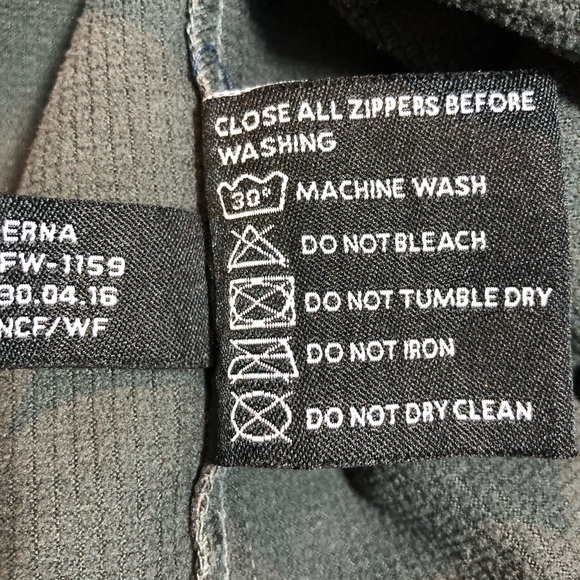 ERNA
FW-1159
30.04.16
NCF/WF
CLOSE ALL ZIPPERS BEFORE
WASHING
30° MACHINE WASH
DO NOT BLEACH
DO NOT TUMBLE DRY
DO NOT IRON
DO NOT DRY CLEAN